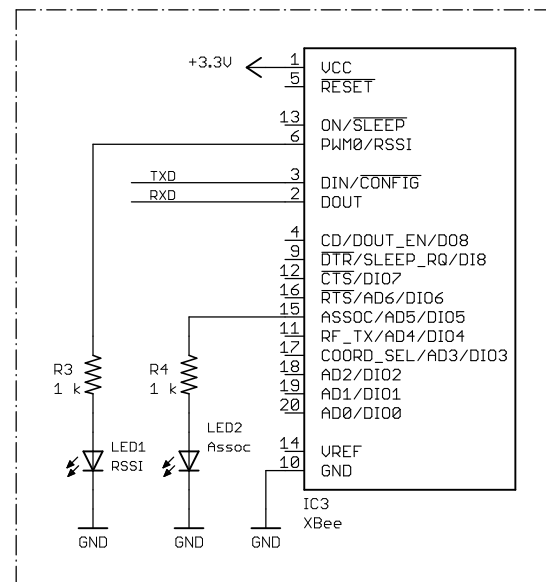 +3.3V
1 VCC
5 RESET
13 ON/SLEEP
6 PWM0/RSSI
TXD 3 DIN/CONFIG
RXD 2 DOUT
4 CD/DOUT_EN/DO8
9 DTR/SLEEP_RQ/DI8
12 CTS/DIO7
16 RTS/AD6/DIO6
15 ASSOC/AD5/DIO5
11 RF_TX/AD4/DIO4
17 COORD_SEL/AD3/DIO3
18 AD2/DIO2
19 AD1/DIO1
20 AD0/DIO0
14 VREF
10 GND
R3
1 k
R4
1 k
LED1
RSSI
LED2
Assoc
GND
GND
GND
IC3
XBee